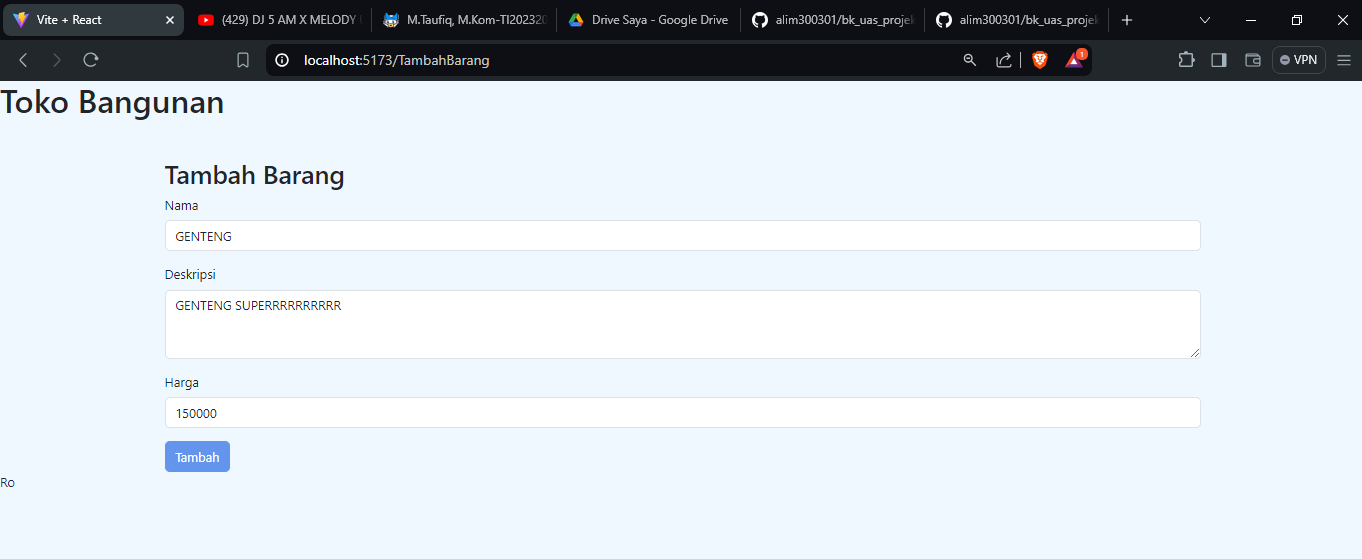 Vite + React
(429) DJ 5 AM X MELODY
M.Taufiq, M.Kom-TI202320
Drive Saya - Google Drive
alim300301/bk_uas_projek
alim300301/bk_uas_projek
localhost:5173/TambahBarang
1
VPN
Toko Bangunan
Tambah Barang
Nama
GENTENG
Deskripsi
GENTENG SUPERRRRRRRRRR
Harga
150000
Tambah
Ro